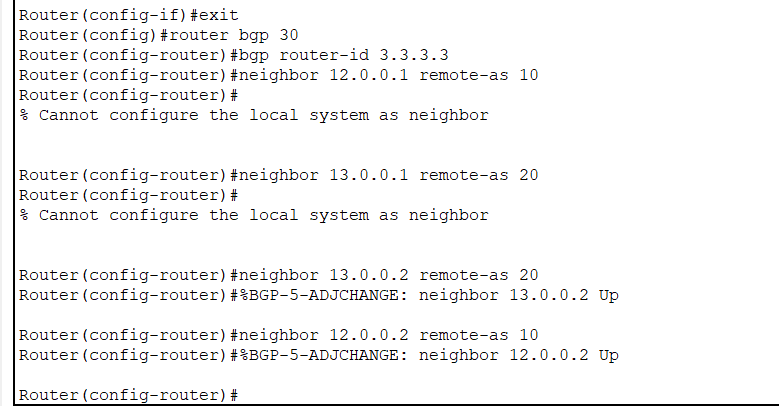 Router(config-if)#exit
Router(config)#router bgp 30
Router(config-router)#bgp router-id 3.3.3.3
Router(config-router)#neighbor 12.0.0.1 remote-as 10
Router(config-router)#
% Cannot configure the local system as neighbor
Router(config-router)#neighbor 13.0.0.1 remote-as 20
Router(config-router)#
% Cannot configure the local system as neighbor
Router(config-router)#neighbor 13.0.0.2 remote-as 20
Router(config-router)#%BGP-5-ADJCHANGE: neighbor 13.0.0.2 Up
Router(config-router)#neighbor 12.0.0.2 remote-as 10
Router(config-router)#%BGP-5-ADJCHANGE: neighbor 12.0.0.2 Up
Router(config-router)#